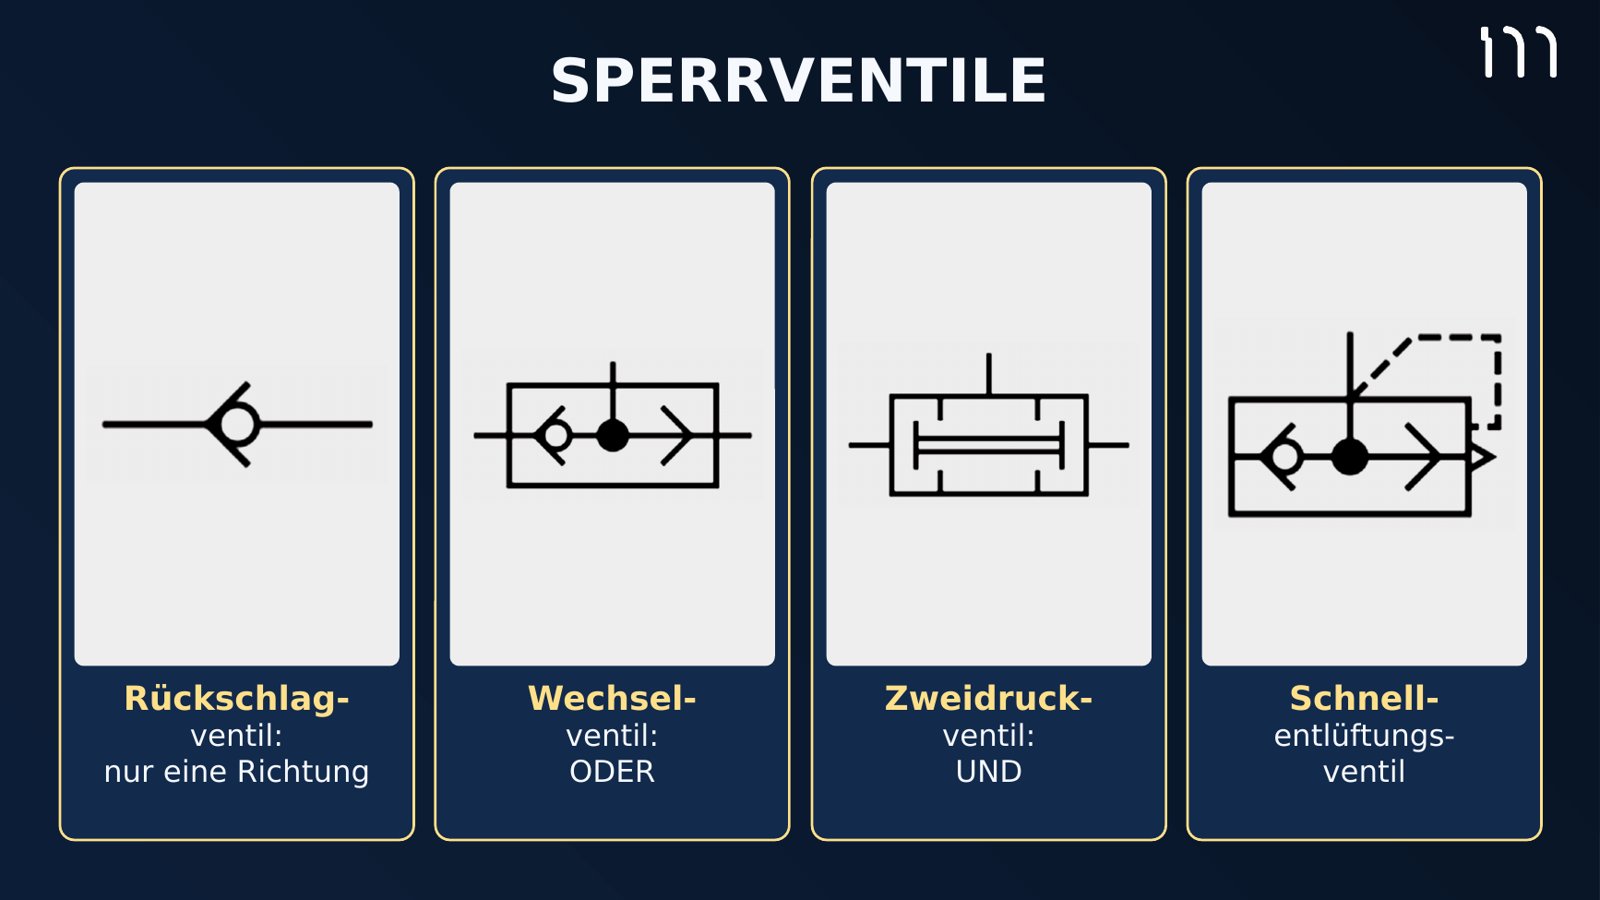 SPERRVENTILE
Rückschlag-
ventil:
nur eine Richtung
Wechsel-
ventil:
ODER
Zweidruck-
ventil:
UND
Schnell-
entlüftungs-
ventil